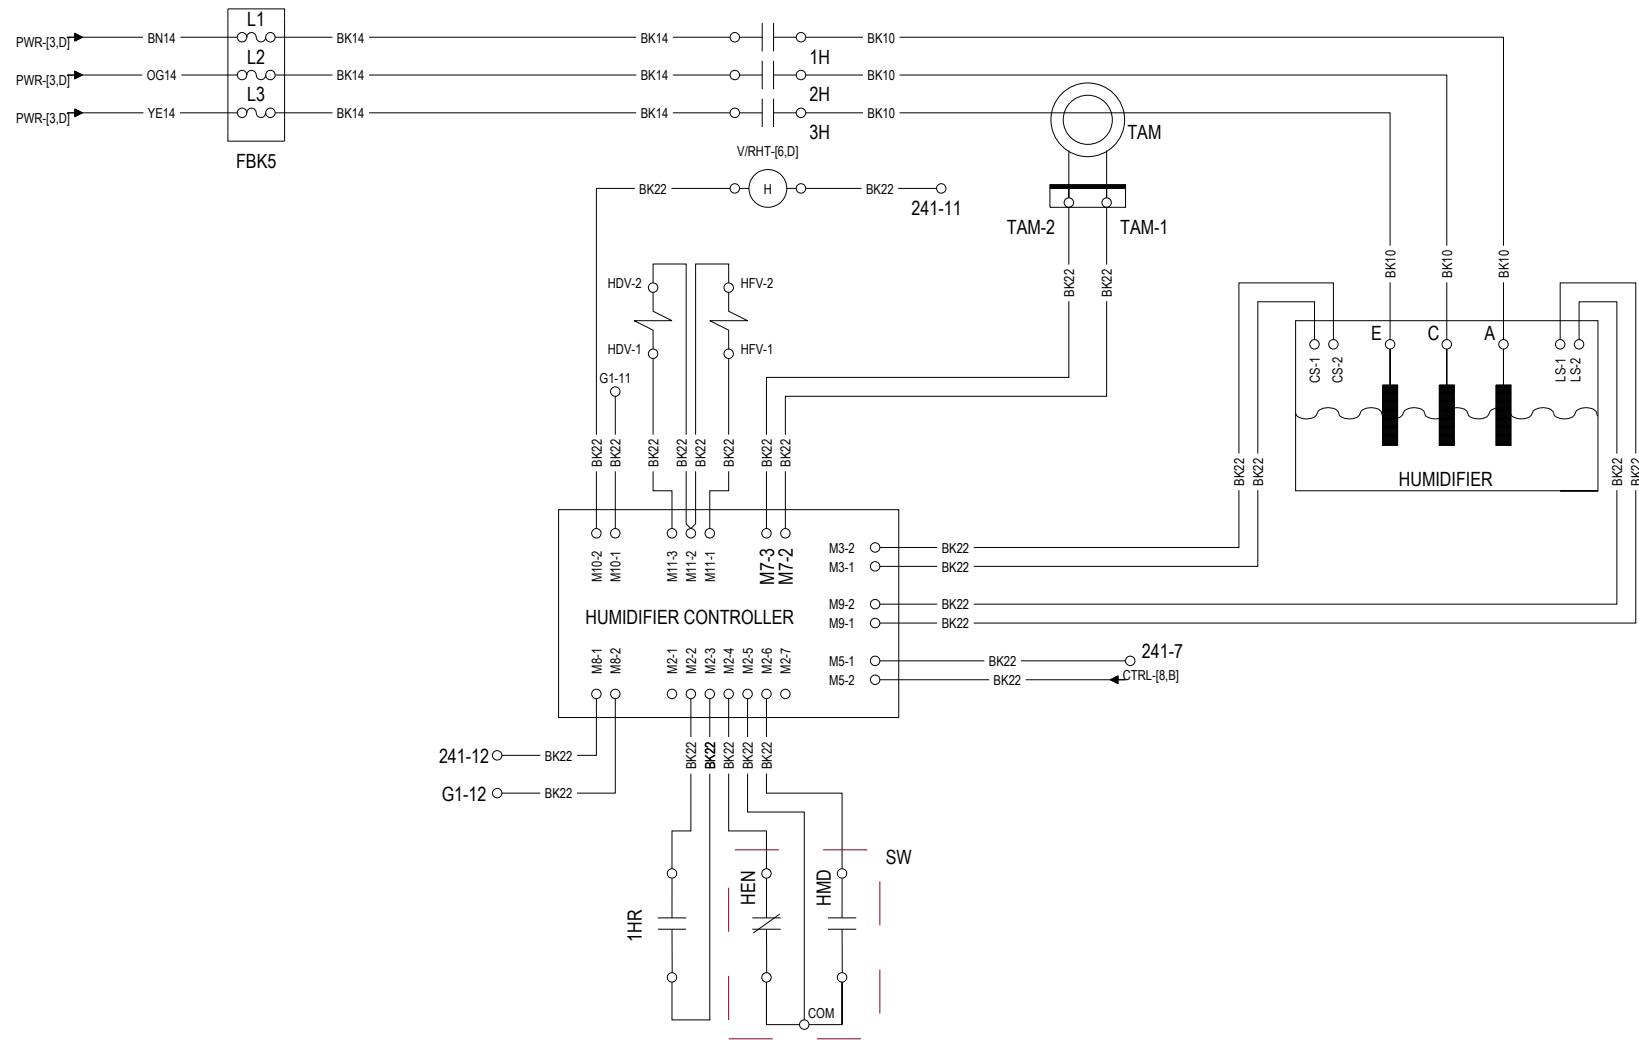 L1
PWR-[3,D] BN14 BK14 BK14 BK10
L2 1H
PWR-[3,D] OG14 BK14 BK14 BK10
L3 2H
PWR-[3,D] YE14 BK14 BK14 BK10
3H TAM
FBK5
V/RHT-[6,D]
BK22 H BK22
241-11
TAM-2 TAM-1
BK22 BK22 BK10 BK10 BK10
HDV-2 HFV-2
HDV-1 HFV-1
E C A
CS-1 CS-2 LS-1 LS-2
G1-11
BK22 BK22 BK22 BK22 BK22 BK22 BK22 BK22
BK22 BK22 BK22 BK22
HUMIDIFIER
M10-2 M10-1 M11-3 M11-2 M11-1 M7-3 M7-2
M3-2 BK22
M3-1 BK22
M9-2 BK22
HUMIDIFIER CONTROLLER
M9-1 BK22
M8-1 M8-2 M2-1 M2-2 M2-3 M2-4 M2-5 M2-6 M2-7
M5-1 BK22 241-7
M5-2 BK22 CTRL-[8,B]
241-12 BK22
BK22 BK22 BK22 BK22 BK22
G1-12 BK22
SW
1HR HEN HMD
COM